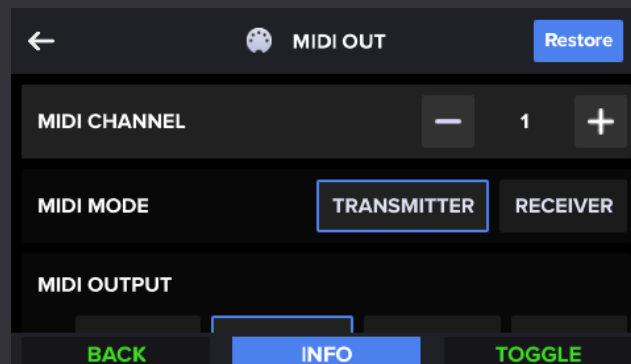 MIDI OUT
Restore
MIDI CHANNEL
1
MIDI MODE
TRANSMITTER
RECEIVER
MIDI OUTPUT
BACK
INFO
TOGGLE